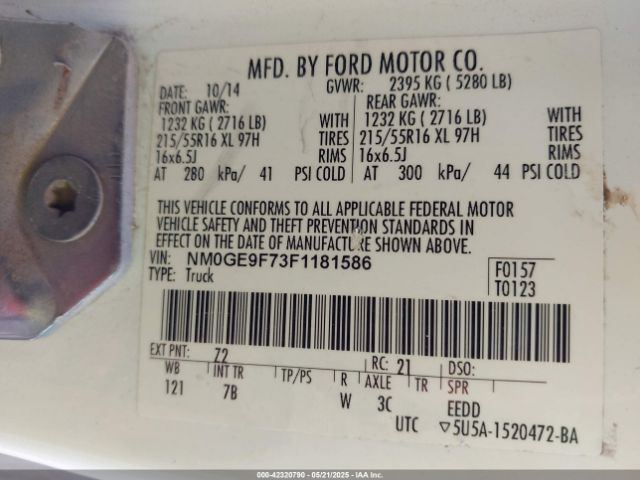 MFD. BY FORD MOTOR CO.
DATE: 10/14 GVWR: 2395 KG ( 5280 LB)
FRONT GAWR: REAR GAWR:
1232 KG ( 2716 LB) WITH 1232 KG ( 2716 LB) WITH
215/55R16 XL 97H TIRES 215/55R16 XL 97H TIRES
16x6.5J RIMS 16x6.5J RIMS
AT 280 kPa/ 41 PSI COLD AT 300 kPa/ 44 PSI COLD
THIS VEHICLE CONFORMS TO ALL APPLICABLE FEDERAL MOTOR
VEHICLE SAFETY AND THEFT PREVENTION STANDARDS IN
EFFECT ON THE DATE OF MANUFACTURE SHOWN ABOVE.
VIN: NM0GE9F73F1181586
TYPE: Truck
F0157
T0123
EXT PNT: Z2 RC: 21 DSO:
WB INT TR TP/PS R AXLE TR SPR
121 7B W 3C EEDD
UTC ▽5U5A-1520472-BA
000-42320790 - 05/21/2025 - COPYRIGHT IAA